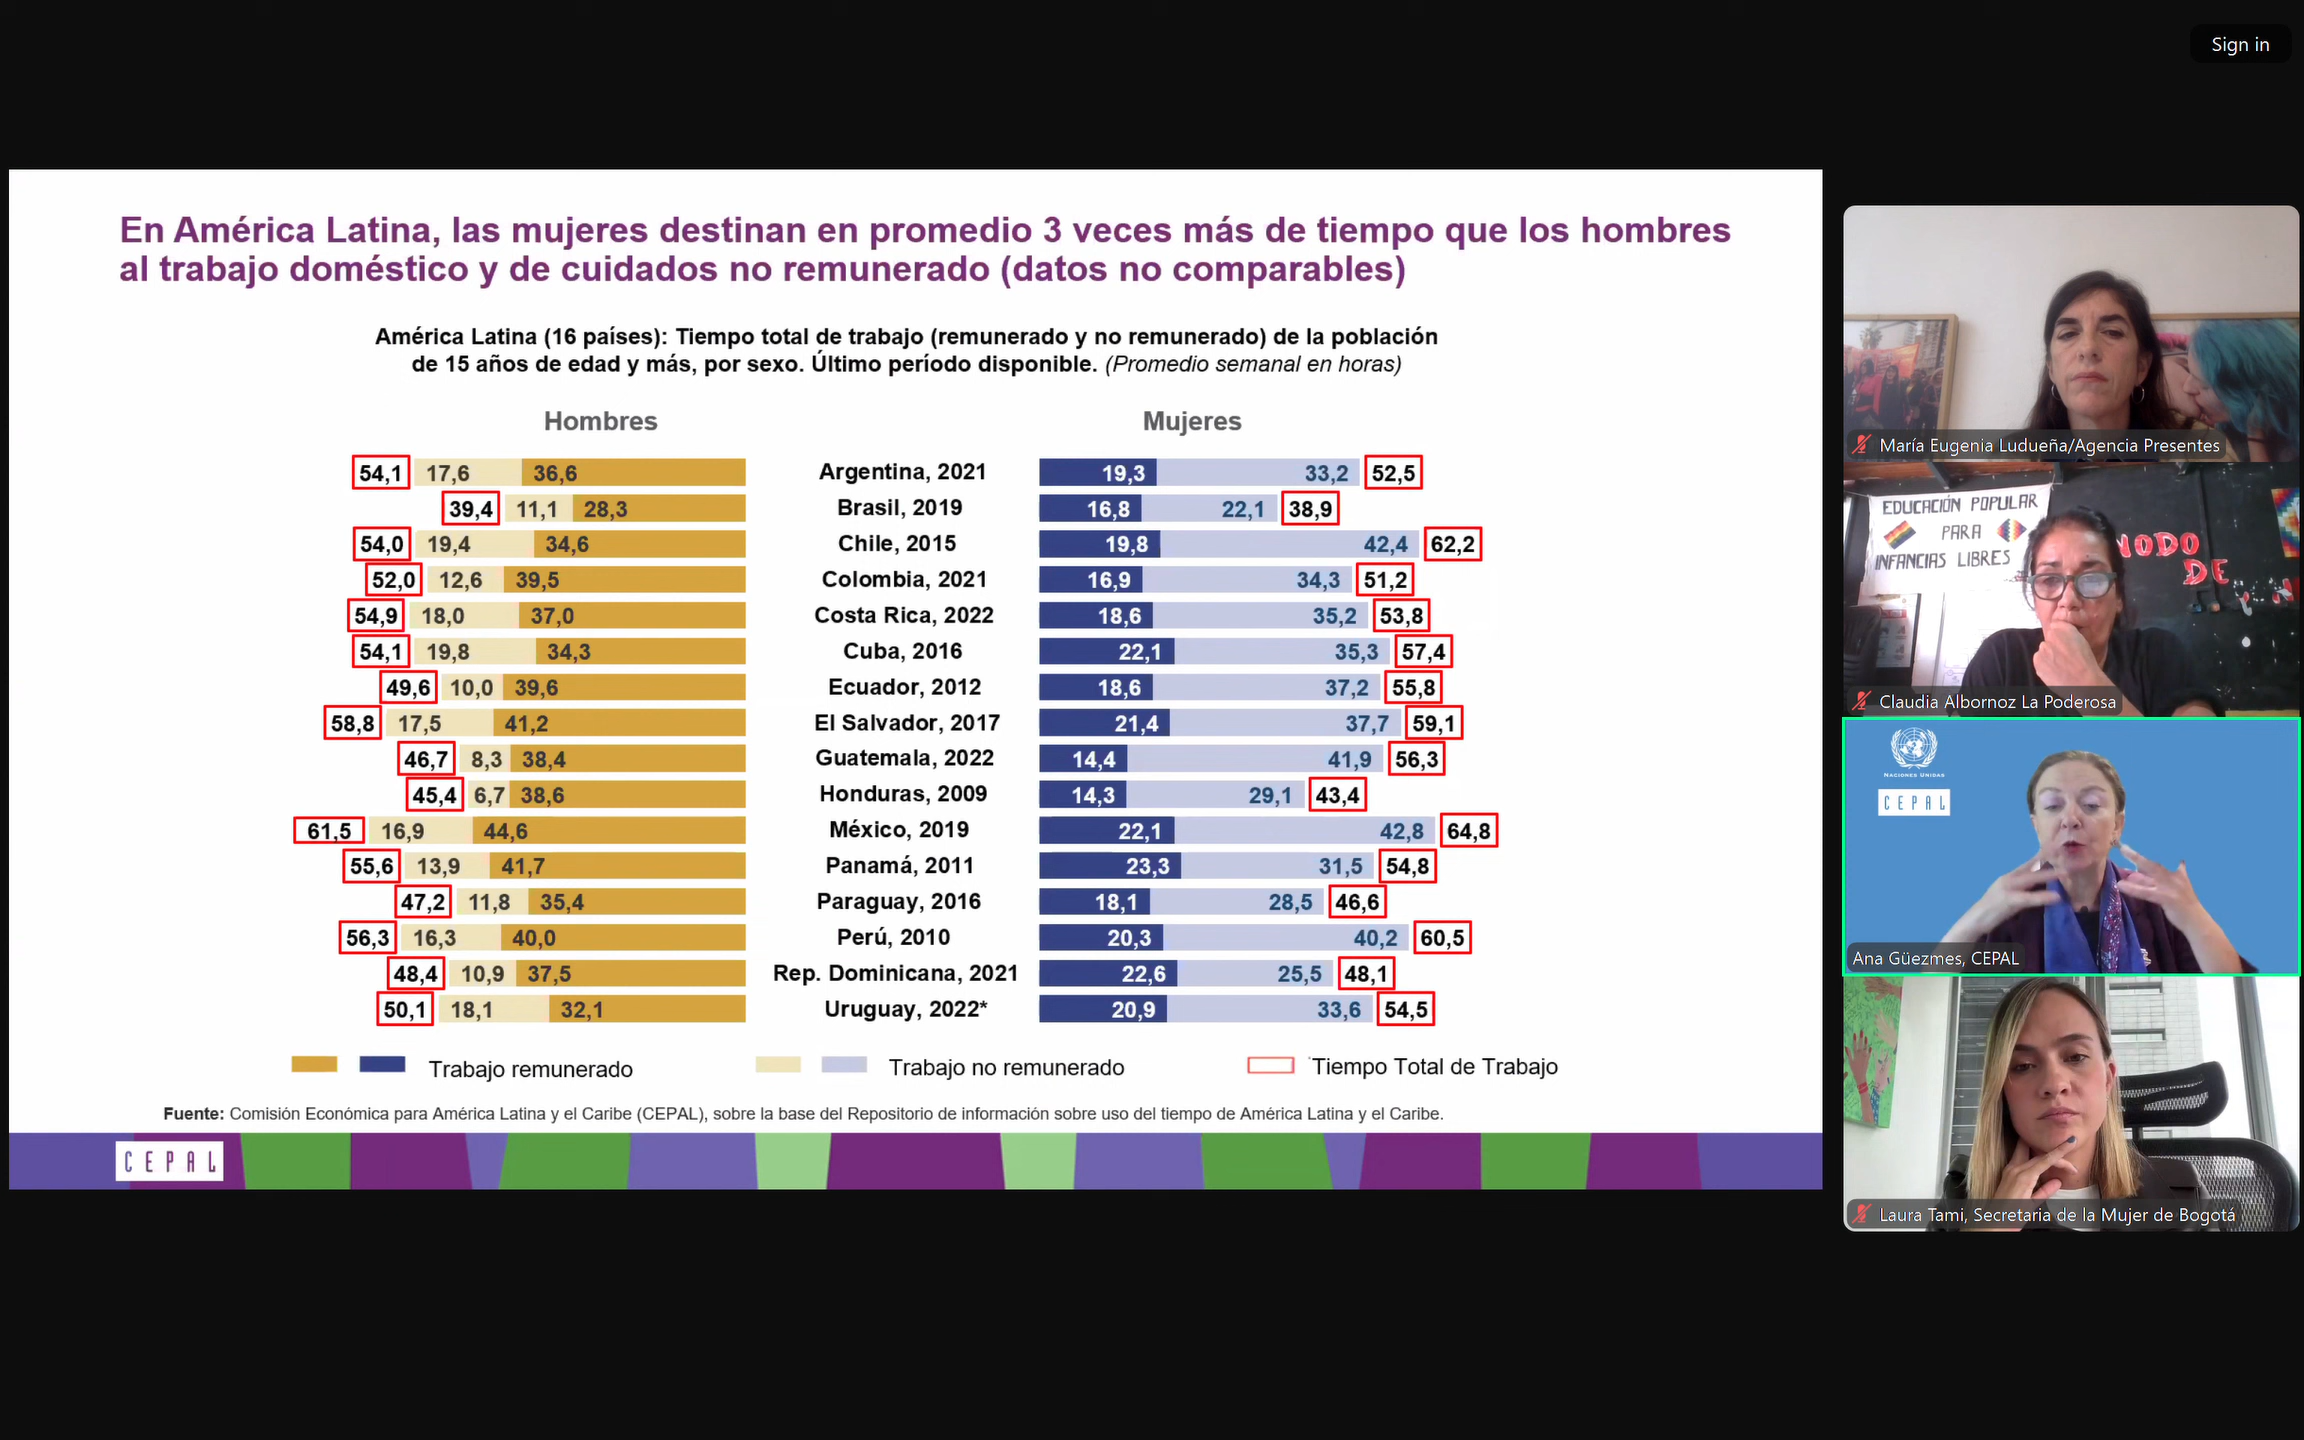 Sign in
En América Latina, las mujeres destinan en promedio 3 veces más de tiempo que los hombres
al trabajo doméstico y de cuidados no remunerado (datos no comparables)
América Latina (16 países): Tiempo total de trabajo (remunerado y no remunerado) de la población
de 15 años de edad y más, por sexo. Último período disponible. (Promedio semanal en horas)
Hombres Mujeres
54,1 17,6 36,6 Argentina, 2021 19,3 33,2 52,5
39,4 11,1 28,3 Brasil, 2019 16,8 22,1 38,9
54,0 19,4 34,6 Chile, 2015 19,8 42,4 62,2
52,0 12,6 39,5 Colombia, 2021 16,9 34,3 51,2
54,9 18,0 37,0 Costa Rica, 2022 18,6 35,2 53,8
54,1 19,8 34,3 Cuba, 2016 22,1 35,3 57,4
49,6 10,0 39,6 Ecuador, 2012 18,6 37,2 55,8
58,8 17,5 41,2 El Salvador, 2017 21,4 37,7 59,1
46,7 8,3 38,4 Guatemala, 2022 14,4 41,9 56,3
45,4 6,7 38,6 Honduras, 2009 14,3 29,1 43,4
61,5 16,9 44,6 México, 2019 22,1 42,8 64,8
55,6 13,9 41,7 Panamá, 2011 23,3 31,5 54,8
47,2 11,8 35,4 Paraguay, 2016 18,1 28,5 46,6
56,3 16,3 40,0 Perú, 2010 20,3 40,2 60,5
48,4 10,9 37,5 Rep. Dominicana, 2021 22,6 25,5 48,1
50,1 18,1 32,1 Uruguay, 2022* 20,9 33,6 54,5
Trabajo remunerado Trabajo no remunerado Tiempo Total de Trabajo
Fuente: Comisión Económica para América Latina y el Caribe (CEPAL), sobre la base del Repositorio de información sobre uso del tiempo de América Latina y el Caribe.
CEPAL
María Eugenia Ludueña/Agencia Presentes
EDUCACIÓN POPULAR
PARA
INFANCIAS LIBRES
DE
Claudia Albornoz La Poderosa
NACIONES UNIDAS
CEPAL
Ana Güezmes, CEPAL
Laura Tami, Secretaria de la Mujer de Bogotá